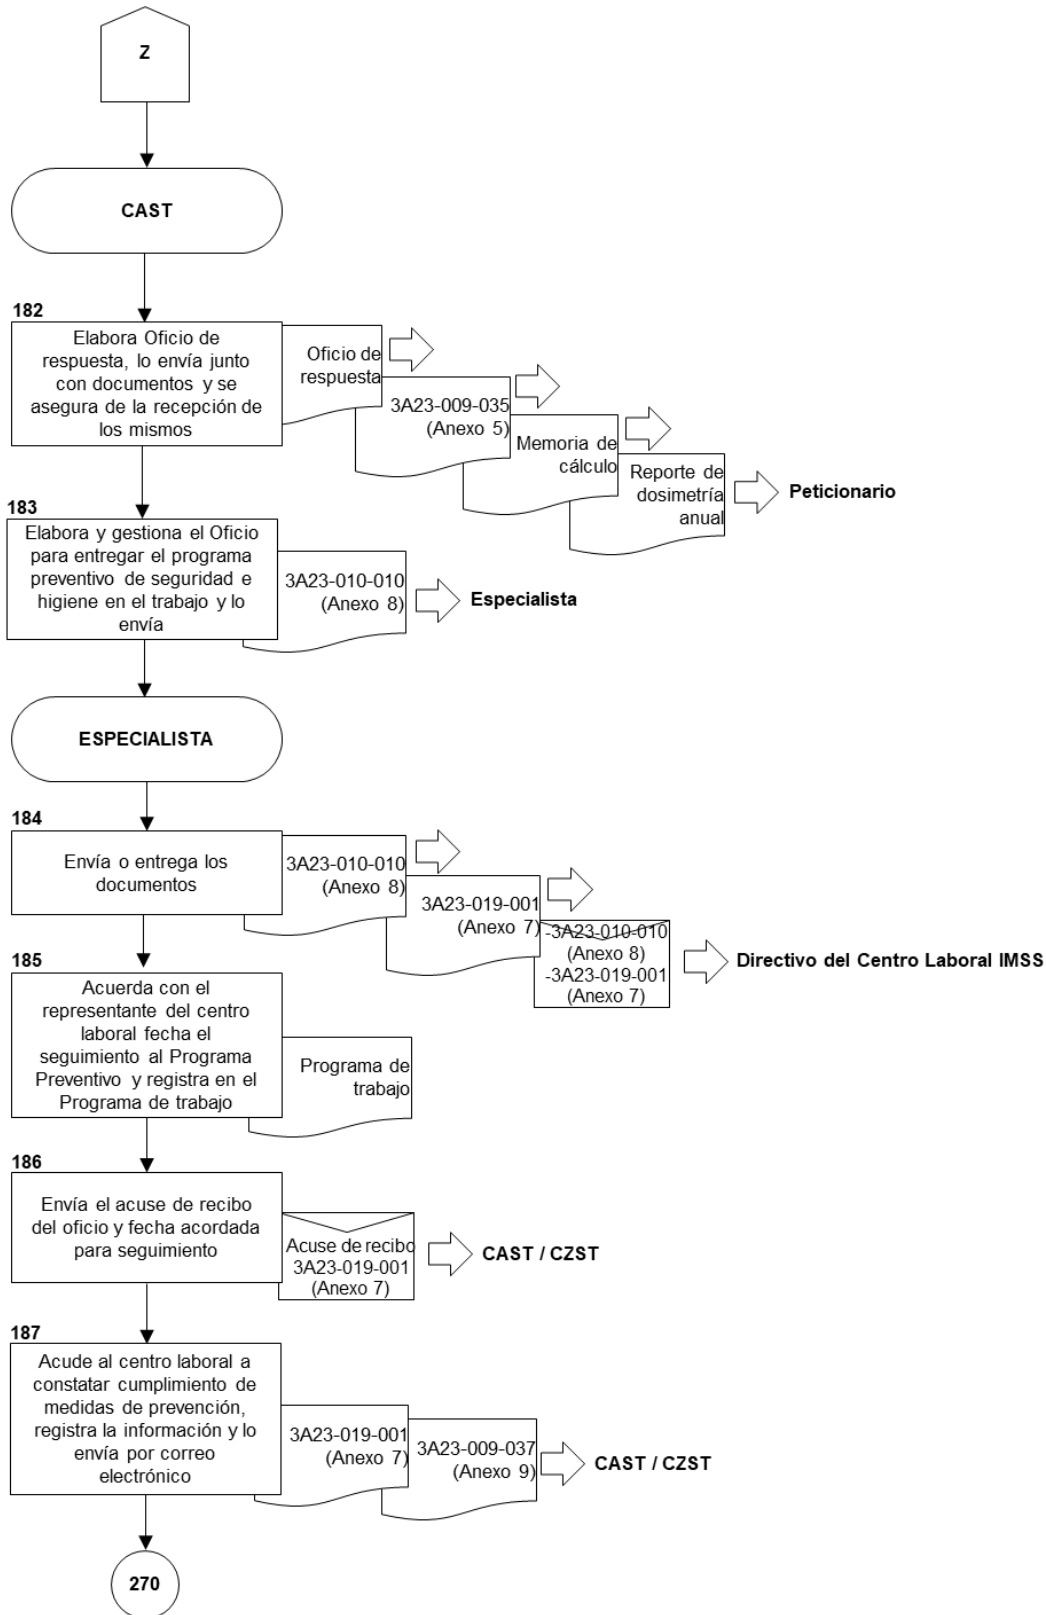 Z
CAST
182
Elabora Oficio de
respuesta, lo envía junto
con documentos y se
asegura de la recepción de
los mismos
Oficio de
respuesta
3A23-009-035
(Anexo 5)
Memoria de
cálculo
Reporte de
dosimetría
anual
Peticionario
183
Elabora y gestiona el Oficio
para entregar el programa
preventivo de seguridad e
higiene en el trabajo y lo
envía
3A23-010-010
(Anexo 8)
Especialista
ESPECIALISTA
184
Envía o entrega los
documentos
3A23-010-010
(Anexo 8)
3A23-019-001
(Anexo 7)
-3A23-010-010
(Anexo 8)
-3A23-019-001
(Anexo 7)
Directivo del Centro Laboral IMSS
185
Acuerda con el
representante del centro
laboral fecha el
seguimiento al Programa
Preventivo y registra en el
Programa de trabajo
Programa de
trabajo
186
Envía el acuse de recibo
del oficio y fecha acordada
para seguimiento
Acuse de recibo
3A23-019-001
(Anexo 7)
CAST / CZST
187
Acude al centro laboral a
constatar cumplimiento de
medidas de prevención,
registra la información y lo
envía por correo
electrónico
3A23-019-001
(Anexo 7)
3A23-009-037
(Anexo 9)
CAST / CZST
270